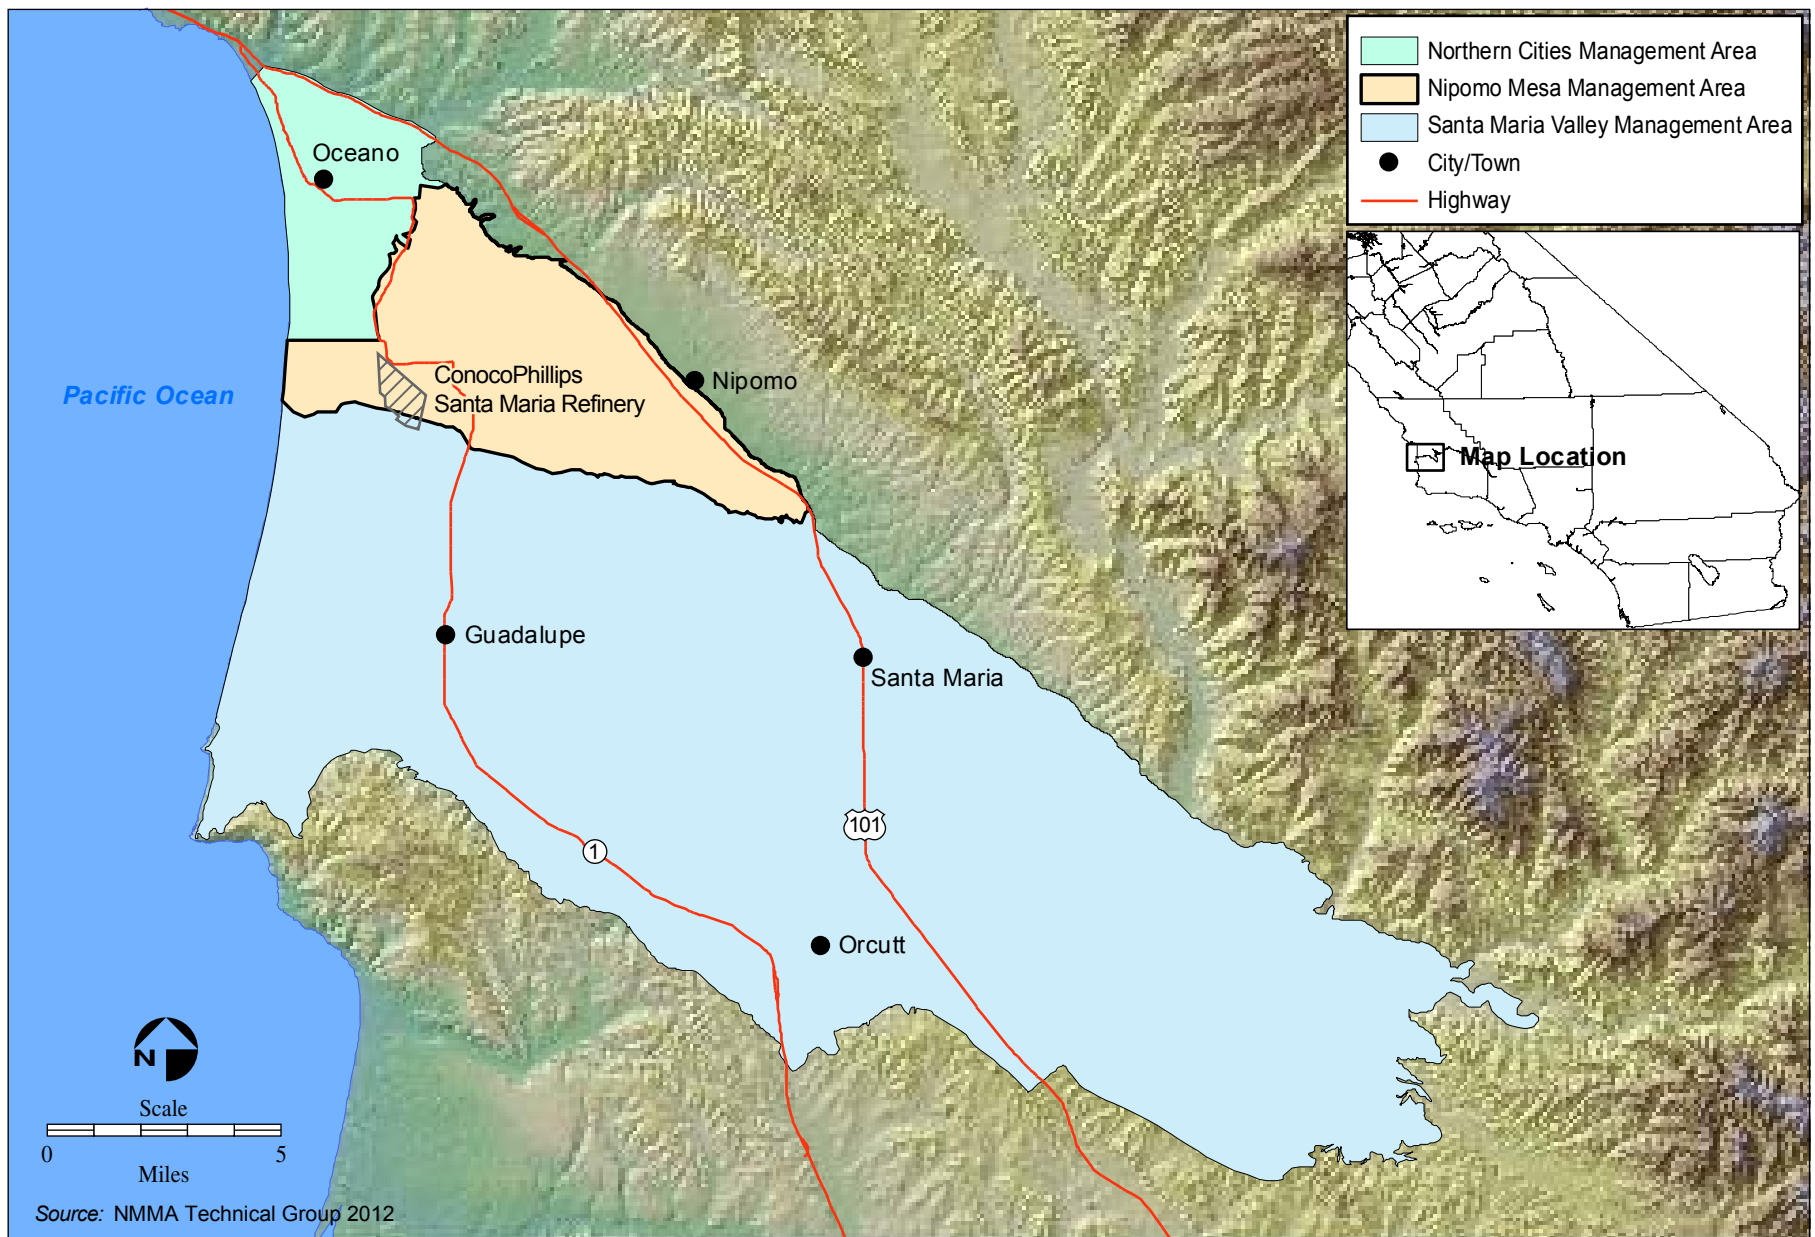 Northern Cities Management Area
Nipomo Mesa Management Area
Santa Maria Valley Management Area
City/Town
Highway
Oceano
Pacific Ocean
ConocoPhillips
Santa Maria Refinery
Nipomo
Map Location
Guadalupe
Santa Maria
101
1
Orcutt
N
Scale
0 5
Miles
Source: NMMA Technical Group 2012